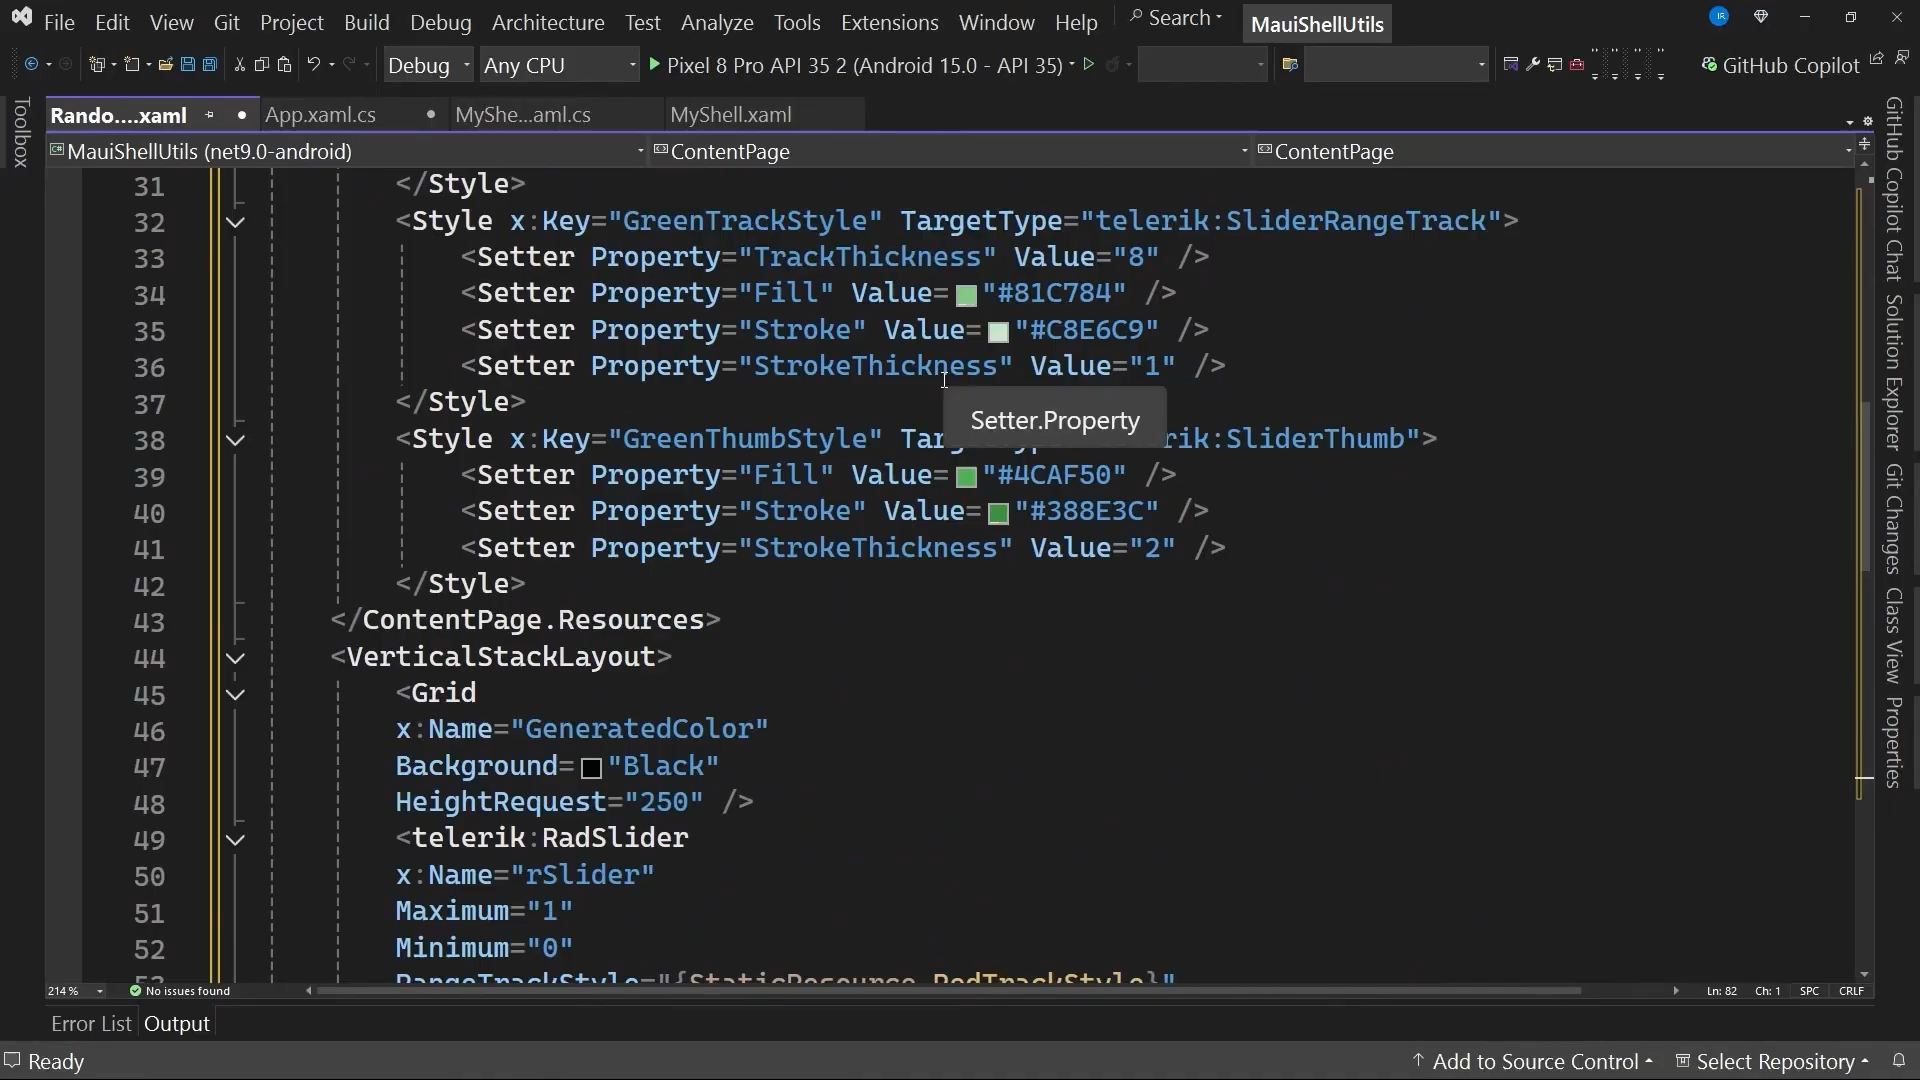 File Edit View Git Project Build Debug Architecture Test Analyze Tools Extensions Window Help Search MauiShellUtils IR
Debug Any CPU Pixel 8 Pro API 35 2 (Android 15.0 - API 35) GitHub Copilot
Rando....xaml App.xaml.cs MyShe...aml.cs MyShell.xaml
MauiShellUtils (net9.0-android) ContentPage ContentPage
Toolbox
31 </Style>
32 <Style x:Key="GreenTrackStyle" TargetType="telerik:SliderRangeTrack">
33 <Setter Property="TrackThickness" Value="8" />
34 <Setter Property="Fill" Value="#81C784" />
35 <Setter Property="Stroke" Value="#C8E6C9" />
36 <Setter Property="StrokeThickness" Value="1" />
37 </Style>
Setter.Property
38 <Style x:Key="GreenThumbStyle" Tar rik:SliderThumb">
39 <Setter Property="Fill" Value="#4CAF50" />
40 <Setter Property="Stroke" Value="#388E3C" />
41 <Setter Property="StrokeThickness" Value="2" />
42 </Style>
43 </ContentPage.Resources>
44 <VerticalStackLayout>
45 <Grid
46 x:Name="GeneratedColor"
47 Background="Black"
48 HeightRequest="250" />
49 <telerik:RadSlider
50 x:Name="rSlider"
51 Maximum="1"
52 Minimum="0"
53 RangeTrackStyle="{StaticResource RedTrackStyle}"
GitHub Copilot Chat
Solution Explorer
Git Changes
Class View
Properties
214 % No issues found Ln: 82 Ch: 1 SPC CRLF
Error List Output
Ready Add to Source Control Select Repository